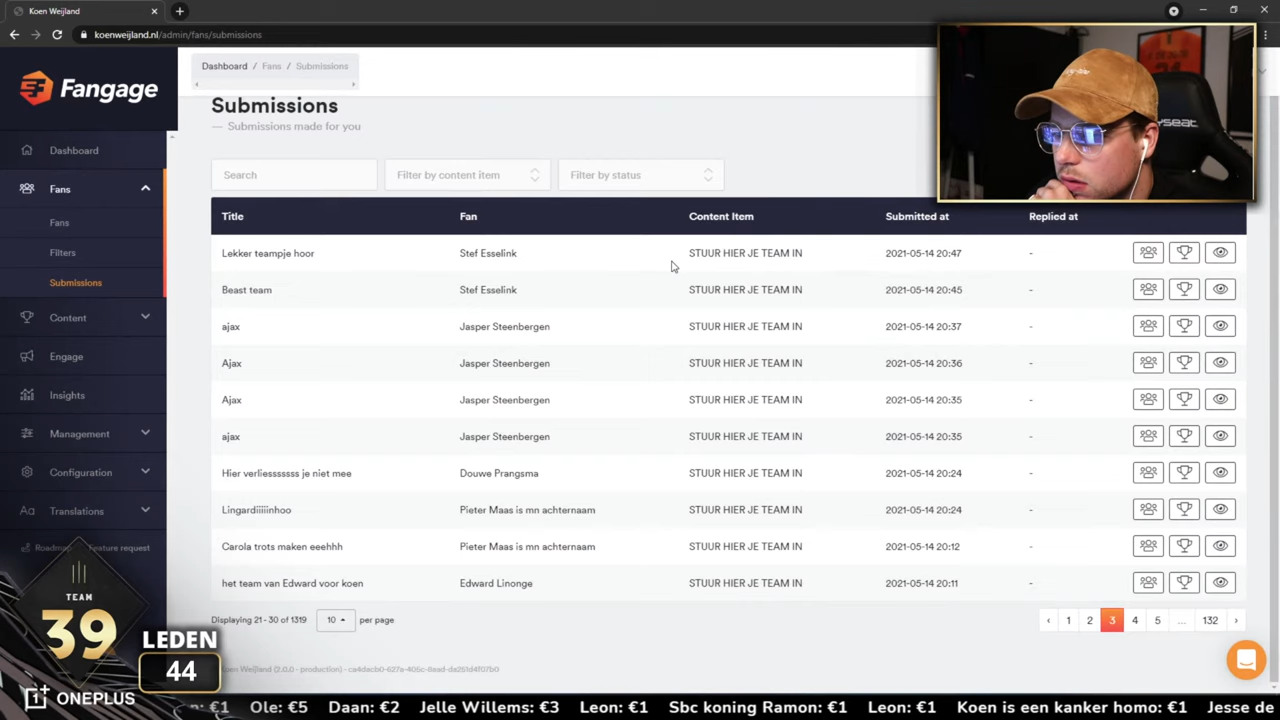 Koen Weijland
koenweijland.nl/admin/fans/submissions
Fangage
Dashboard / Fans / Submissions
Submissions
— Submissions made for you
Dashboard
Fans
Fans
Filters
Submissions
Content
Engage
Insights
Management
Configuration
Translations
Roadmap
Feature request
Search
Filter by content item
Filter by status
Title Fan Content Item Submitted at Replied at
Lekker teampje hoor Stef Esselink STUUR HIER JE TEAM IN 2021-05-14 20:47 -
Beast team Stef Esselink STUUR HIER JE TEAM IN 2021-05-14 20:45 -
ajax Jasper Steenbergen STUUR HIER JE TEAM IN 2021-05-14 20:37 -
Ajax Jasper Steenbergen STUUR HIER JE TEAM IN 2021-05-14 20:36 -
Ajax Jasper Steenbergen STUUR HIER JE TEAM IN 2021-05-14 20:35 -
ajax Jasper Steenbergen STUUR HIER JE TEAM IN 2021-05-14 20:35 -
Hier verliesssssss je niet mee Douwe Prangsma STUUR HIER JE TEAM IN 2021-05-14 20:24 -
Lingardiiiiinhoo Pieter Maas is mn achternaam STUUR HIER JE TEAM IN 2021-05-14 20:24 -
Carola trots maken eeehhh Pieter Maas is mn achternaam STUUR HIER JE TEAM IN 2021-05-14 20:12 -
het team van Edward voor koen Edward Linonge STUUR HIER JE TEAM IN 2021-05-14 20:11 -
Displaying 21 - 30 of 1319 10 per page
‹ 1 2 3 4 5 ... 132 ›
Koen Weijland (2.0.0 - production)
TEAM
39
LEDEN
44
ONEPLUS
: €1 Ole: €5 Daan: €2 Jelle Willems: €3 Leon: €1 Sbc koning Ramon: €1 Leon: €1 Koen is een kanker homo: €1 Jesse de